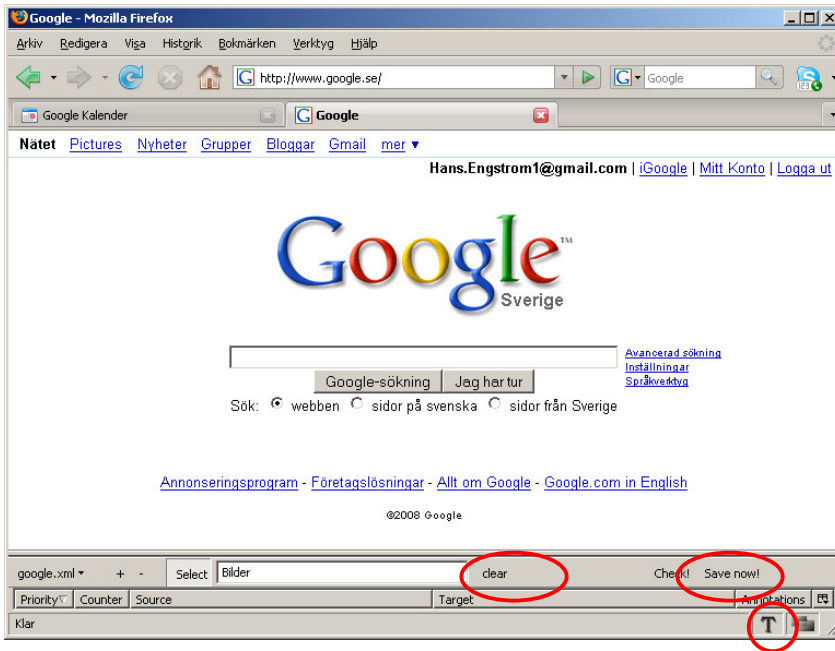 Google - Mozilla Firefox
Arkiv Redigera Visa Historik Bokmärken Verktyg Hjälp
G http://www.google.se/ G Google
Google Kalender G Google
Nätet Pictures Nyheter Grupper Bloggar Gmail mer ▼
Hans.Engstrom1@gmail.com | iGoogle | Mitt Konto | Logga ut
Google™
Sverige
Avancerad sökning
Inställningar
Språkverktyg
Google-sökning Jag har tur
Sök: webben sidor på svenska sidor från Sverige
Annonseringsprogram - Företagslösningar - Allt om Google - Google.com in English
©2008 Google
google.xml + - Select Bilder clear Check! Save now!
Priority Counter Source Target Annotations
Klar T